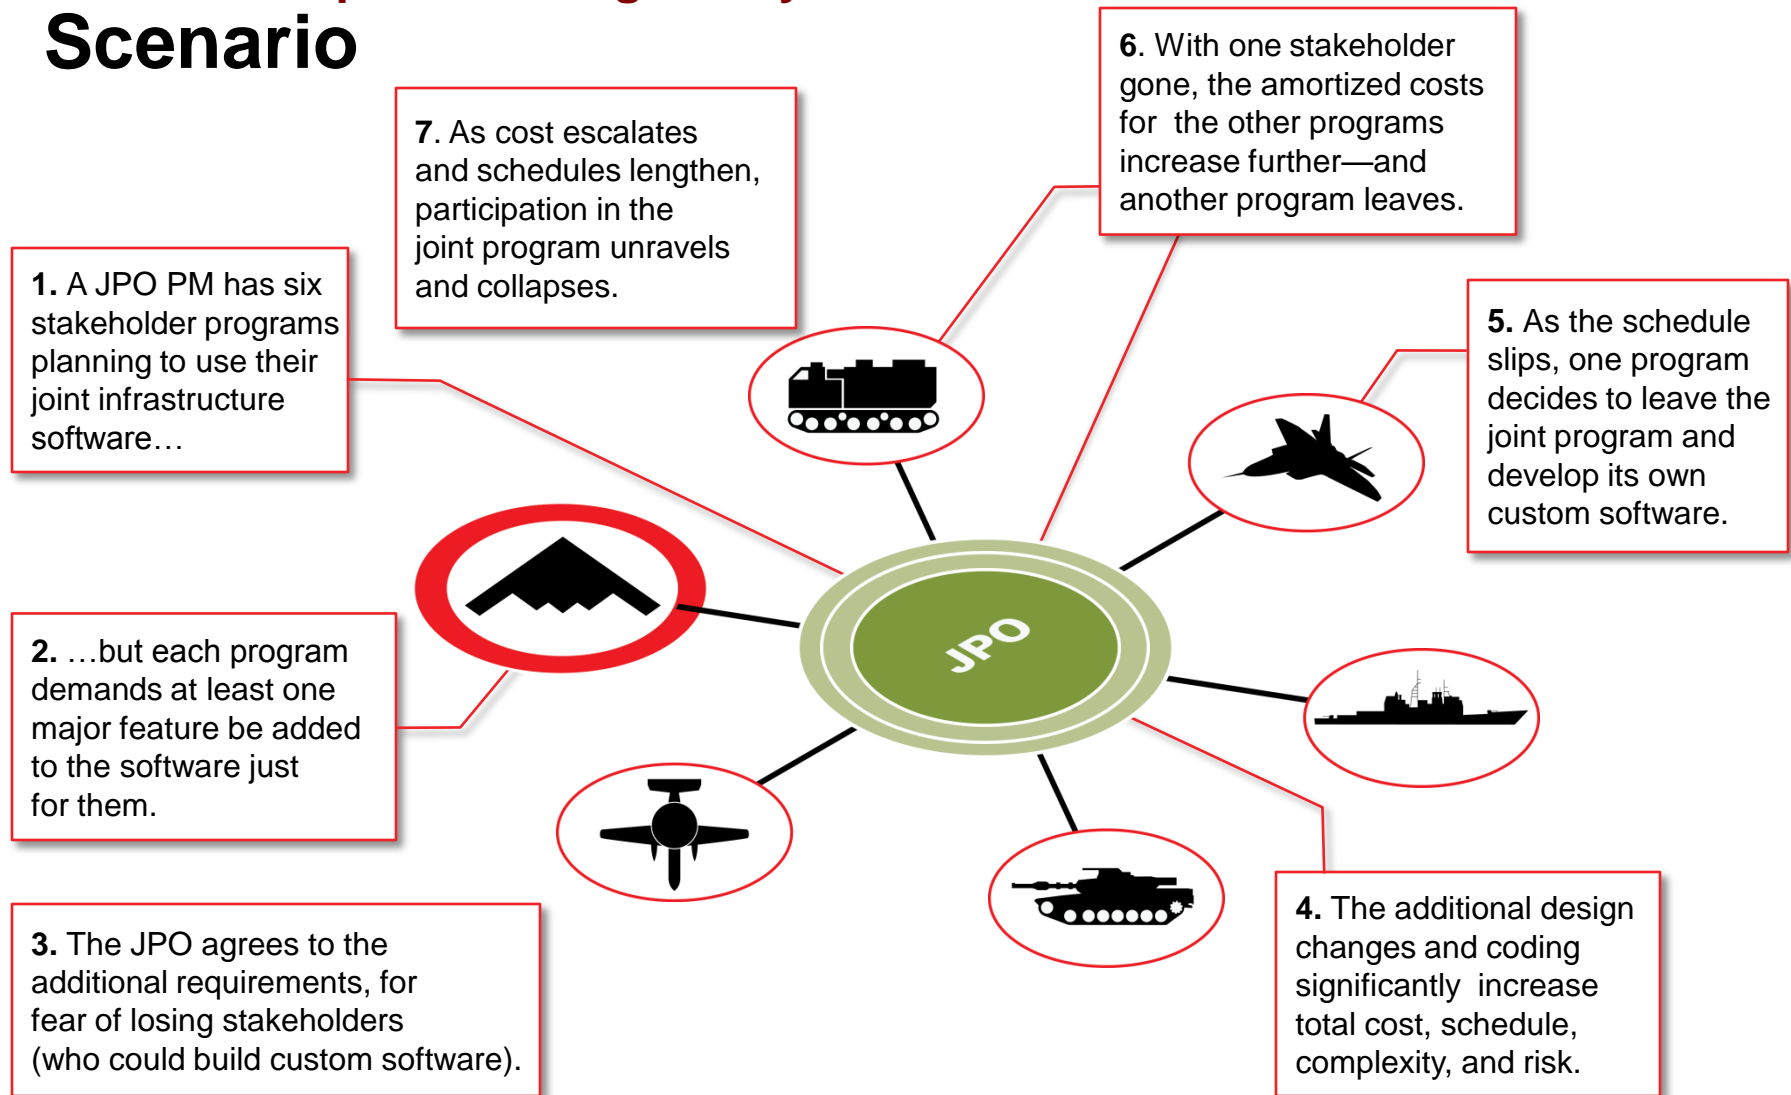 Scenario
1. A JPO PM has six
stakeholder programs
planning to use their
joint infrastructure
software…
2. …but each program
demands at least one
major feature be added
to the software just
for them.
3. The JPO agrees to the
additional requirements, for
fear of losing stakeholders
(who could build custom software).
4. The additional design
changes and coding
significantly increase
total cost, schedule,
complexity, and risk.
5. As the schedule
slips, one program
decides to leave the
joint program and
develop its own
custom software.
6. With one stakeholder
gone, the amortized costs
for the other programs
increase further—and
another program leaves.
7. As cost escalates
and schedules lengthen,
participation in the
joint program unravels
and collapses.
JPO